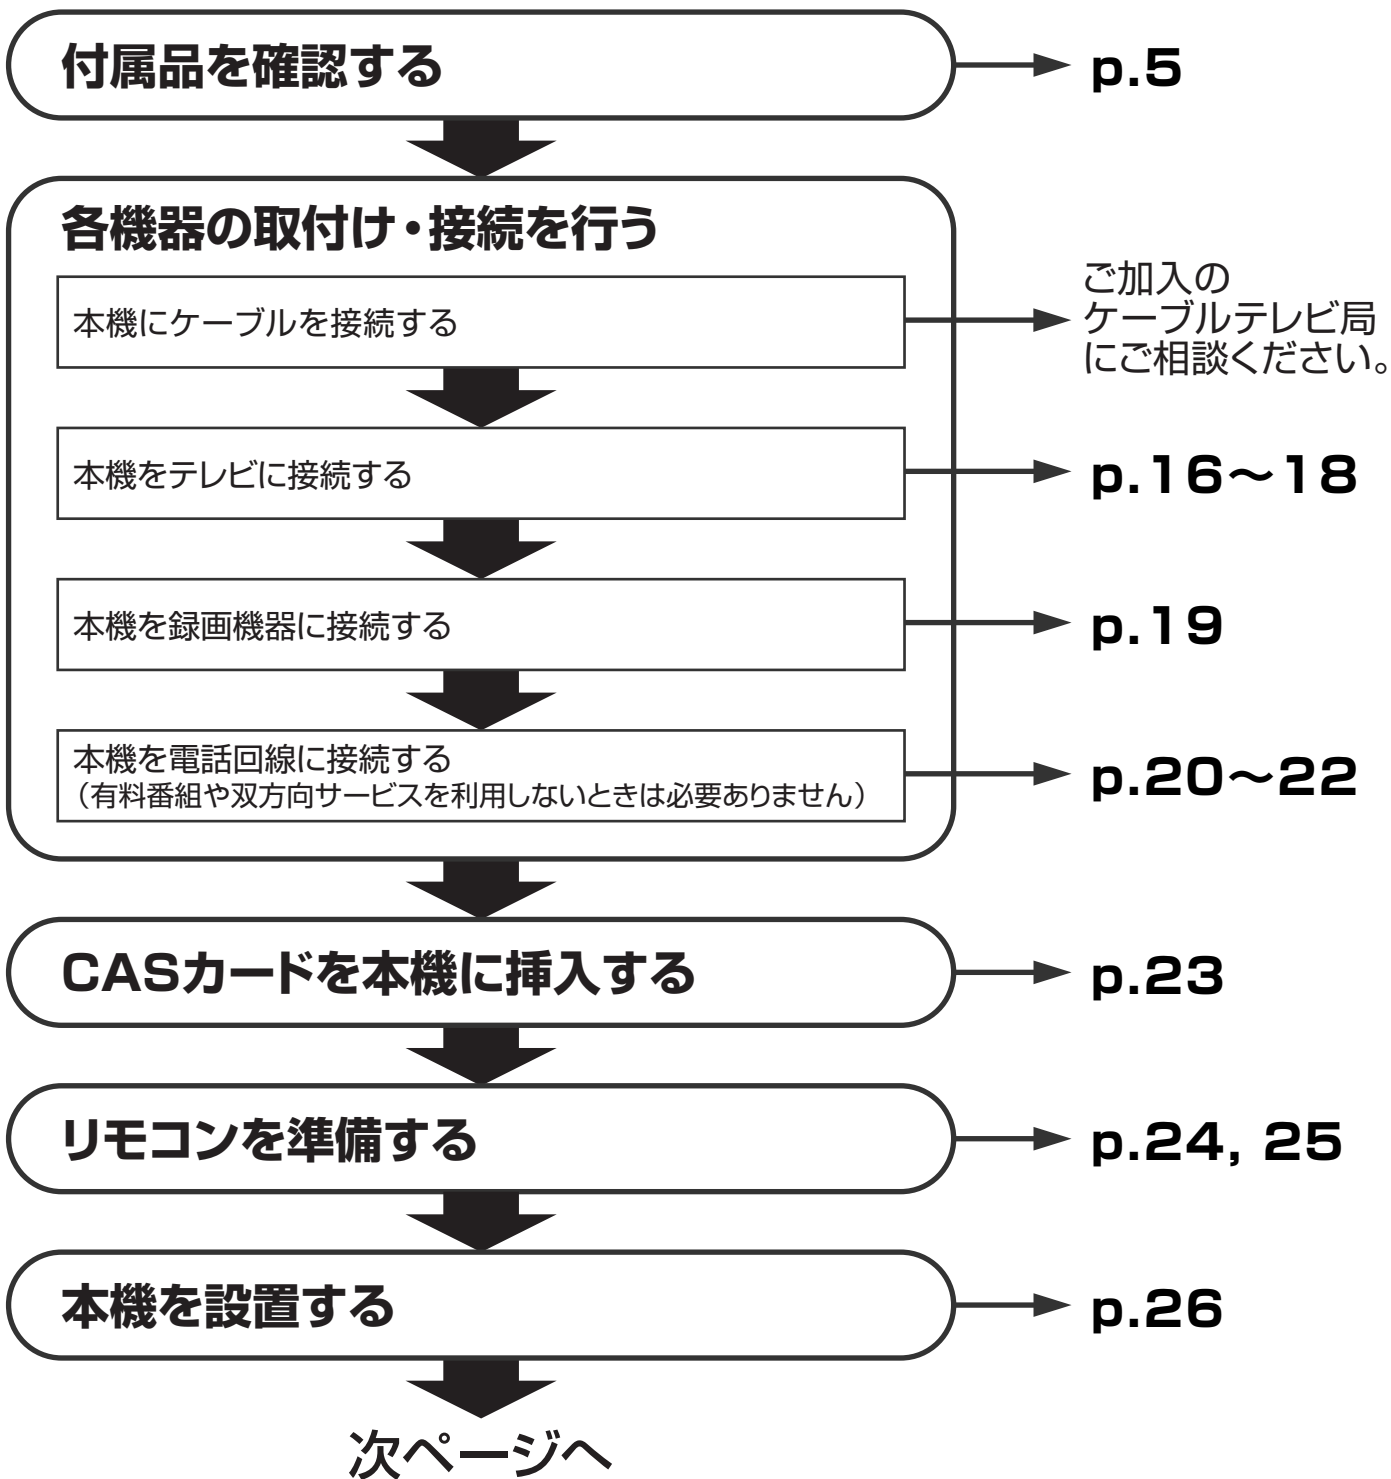 付属品を確認する
p.5
各機器の取付け・接続を行う
本機にケーブルを接続する
ご加入の
ケーブルテレビ局
にご相談ください。
本機をテレビに接続する
p.16～18
本機を録画機器に接続する
p.19
本機を電話回線に接続する
（有料番組や双方向サービスを利用しないときは必要ありません）
p.20～22
CASカードを本機に挿入する
p.23
リモコンを準備する
p.24, 25
本機を設置する
p.26
次ページへ